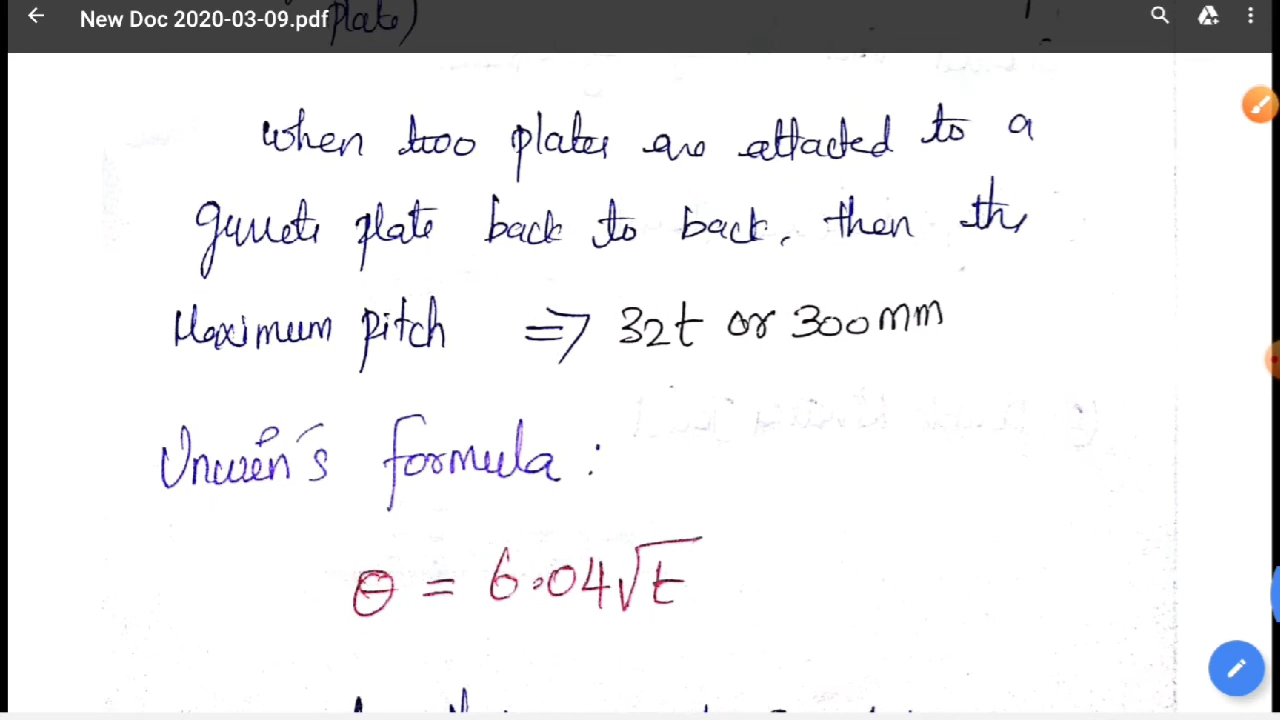 New Doc 2020-03-09.pdf
plate)
when two plates are attached to a
gusset plate back to back, then the
Maximum pitch ⇒ 32t or 300mm
Unwin's formula :
θ = 6.04√t